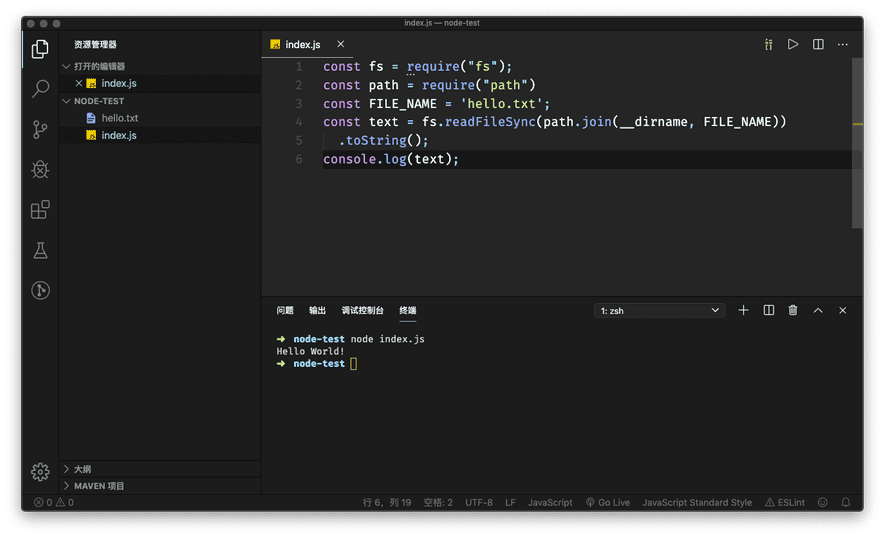 index.js — node-test
资源管理器
打开的编辑器
index.js
NODE-TEST
hello.txt
index.js
大纲
MAVEN 项目
index.js
1 const fs = require("fs");
2 const path = require("path")
3 const FILE_NAME = 'hello.txt';
4 const text = fs.readFileSync(path.join(__dirname, FILE_NAME))
5 .toString();
6 console.log(text);
问题 输出 调试控制台 终端 1: zsh
➜ node-test node index.js
Hello World!
➜ node-test
0 0 行 6，列 19 空格: 2 UTF-8 LF JavaScript Go Live JavaScript Standard Style ESLint